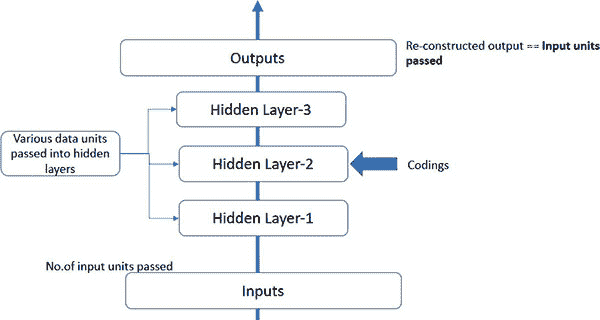 Outputs
Re-constructed output == Input units
passed
Hidden Layer-3
Various data units
passed into hidden
layers
Hidden Layer-2
Codings
Hidden Layer-1
No.of input units passed
Inputs